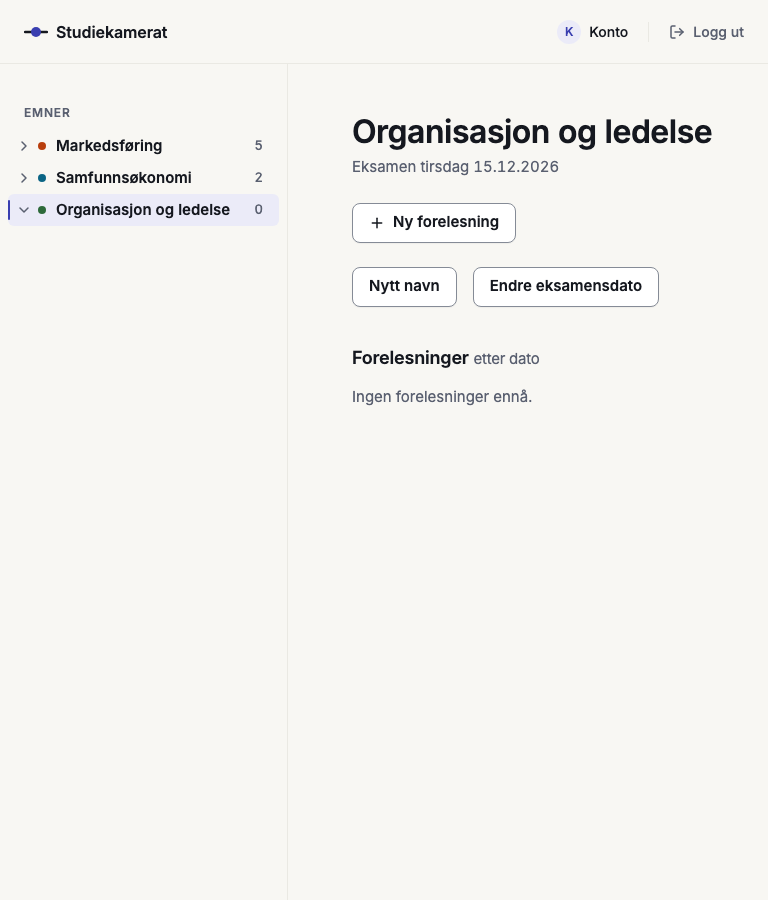 Studiekamerat
K Konto
Logg ut
EMNER
Markedsføring 5
Samfunnsøkonomi 2
Organisasjon og ledelse 0
Organisasjon og ledelse
Eksamen tirsdag 15.12.2026
Ny forelesning
Nytt navn
Endre eksamensdato
Forelesninger etter dato
Ingen forelesninger ennå.